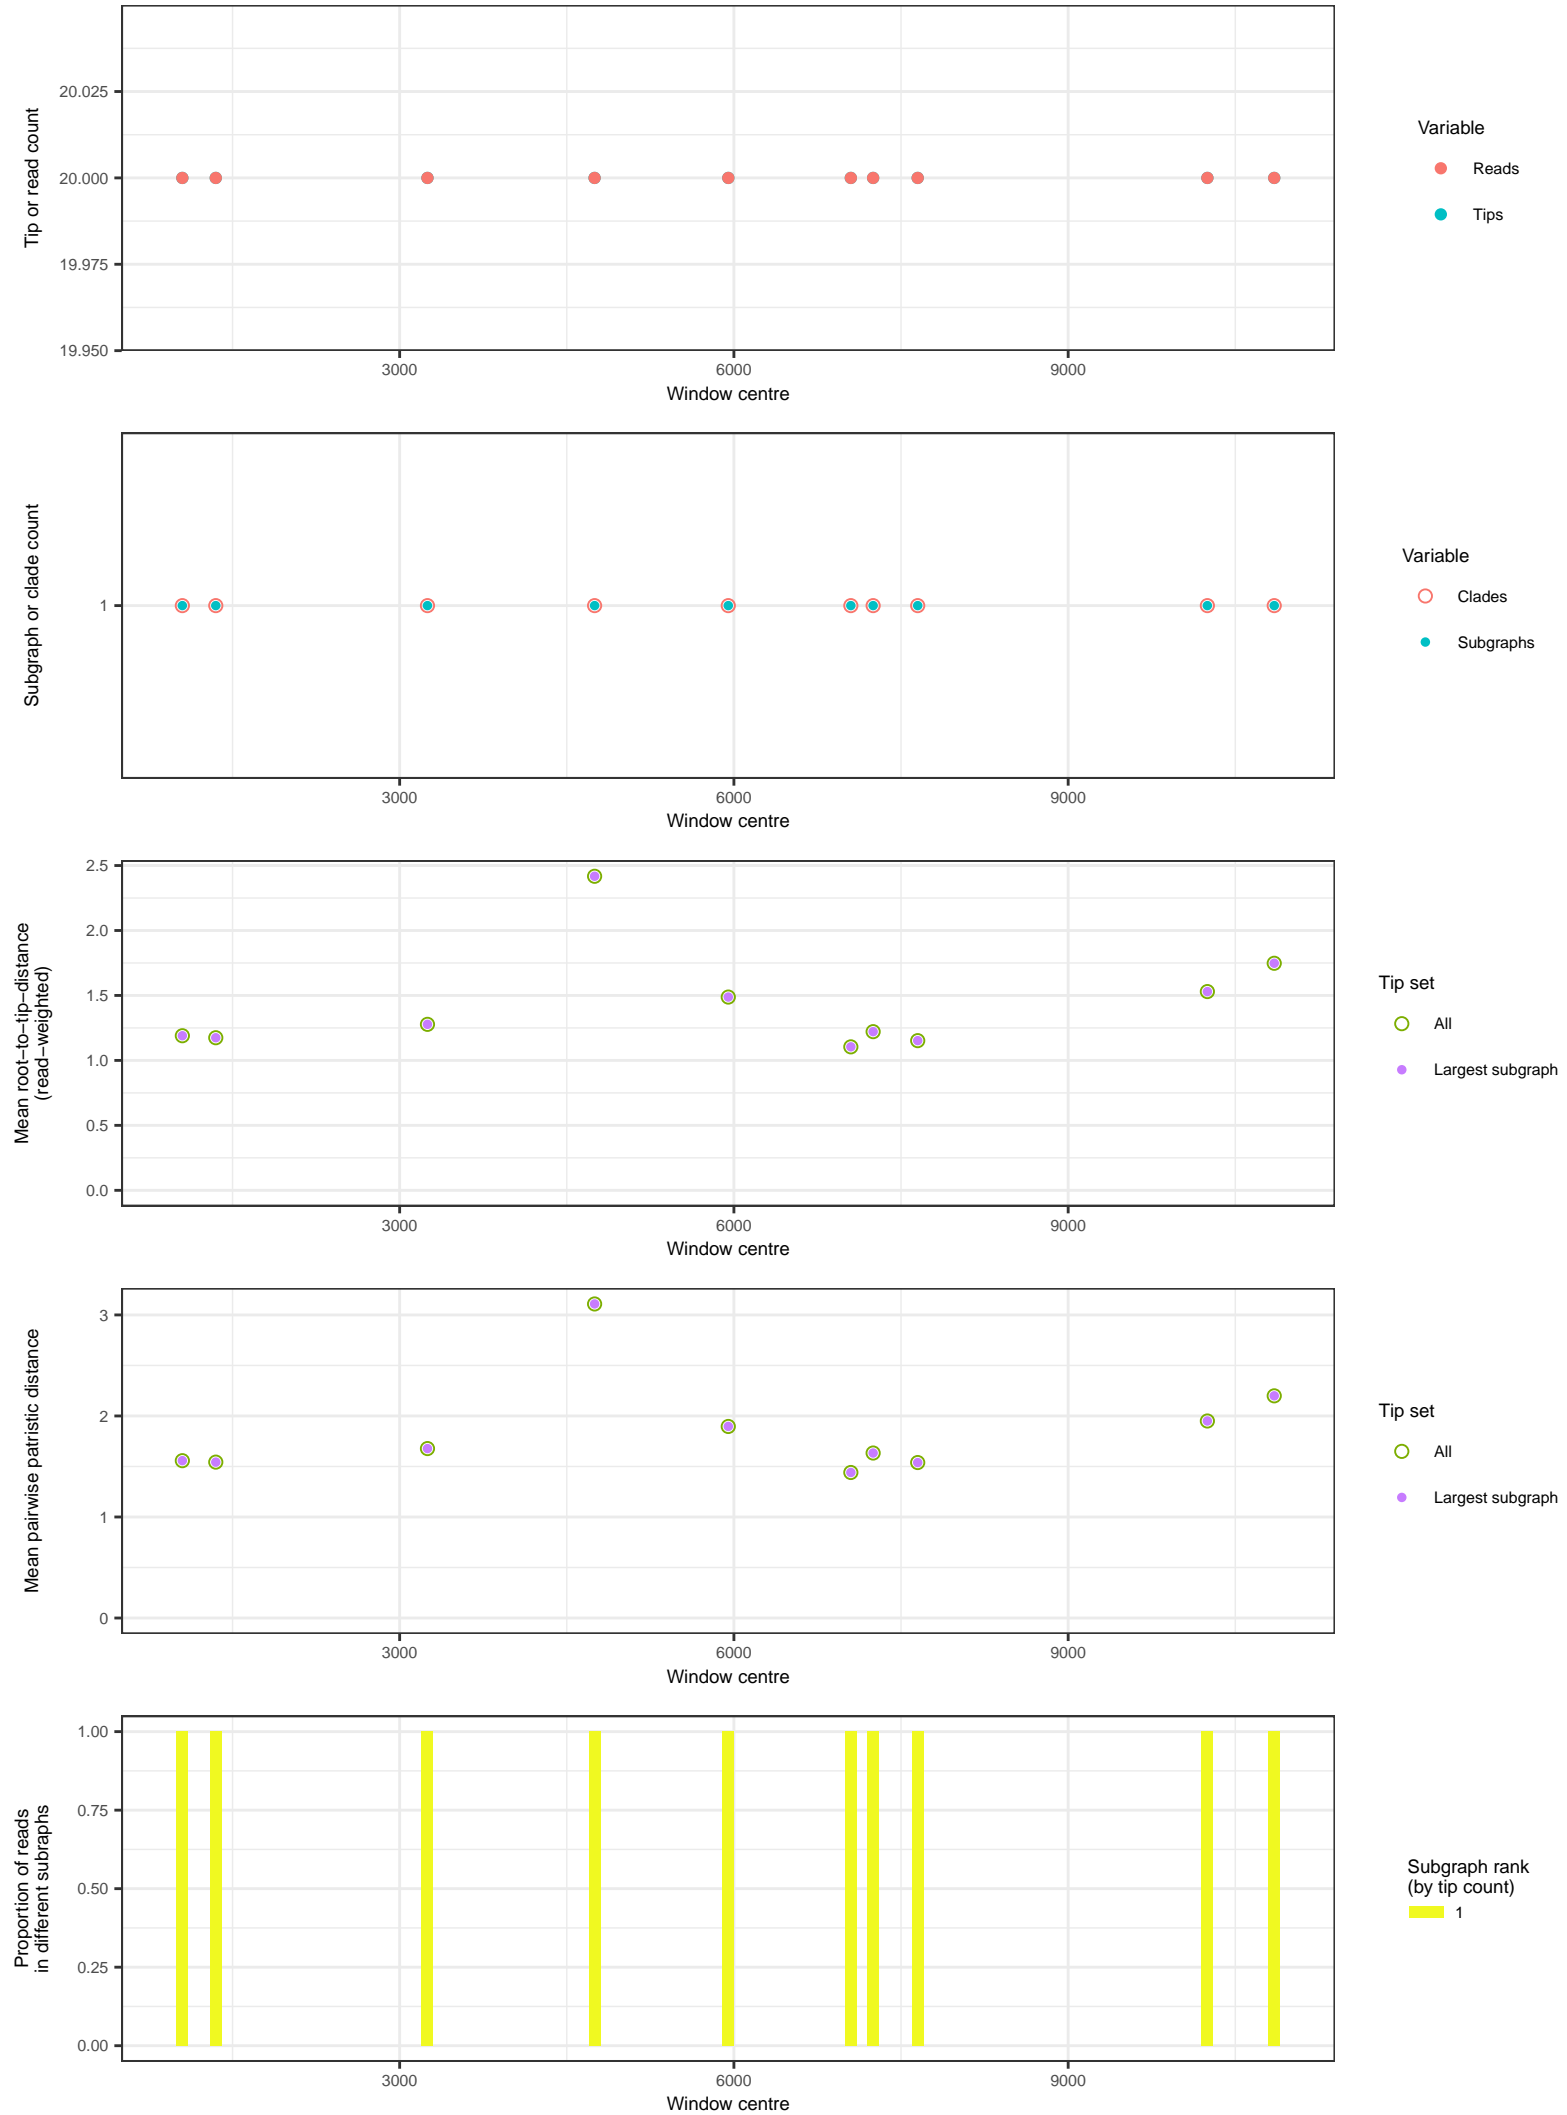 Tip or read count
20.025
20.000
19.975
19.950
3000
6000
9000
Window centre
Variable
Reads
Tips
Subgraph or clade count
1
3000
6000
9000
Window centre
Variable
Clades
Subgraphs
Mean root−to−tip−distance
(read−weighted)
2.5
2.0
1.5
1.0
0.5
0.0
3000
6000
9000
Window centre
Tip set
All
Largest subgraph
Mean pairwise patristic distance
3
2
1
0
3000
6000
9000
Window centre
Tip set
All
Largest subgraph
Proportion of reads
in different subraphs
1.00
0.75
0.50
0.25
0.00
3000
6000
9000
Window centre
Subgraph rank
(by tip count)
1